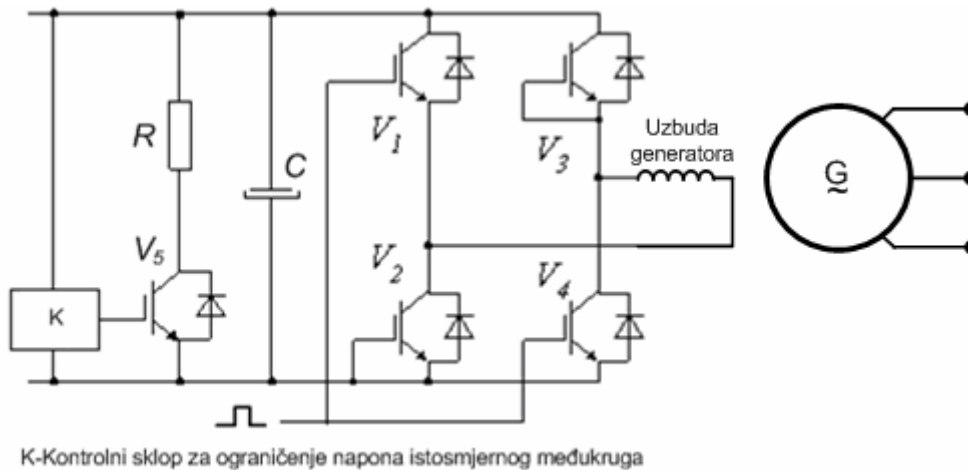 R
C
V1
V3
Uzbuda
generatora
G
~
V5
V2
V4
K
K-Kontrolni sklop za ograničenje napona istosmjernog međukruga